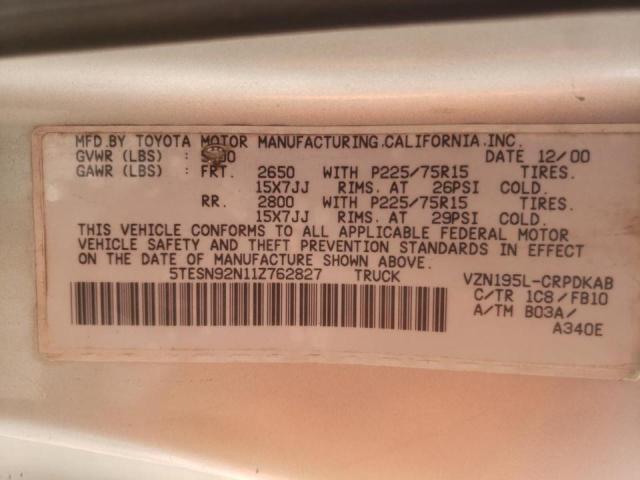 MFD.BY TOYOTA MOTOR MANUFACTURING.CALIFORNIA.INC.
GVWR (LBS) : DATE 12/00
GAWR (LBS) : FRT. 2650 WITH P225/75R15 TIRES.
15X7JJ RIMS. AT 26PSI COLD.
RR. 2800 WITH P225/75R15 TIRES.
15X7JJ RIMS. AT 29PSI COLD.
THIS VEHICLE CONFORMS TO ALL APPLICABLE FEDERAL MOTOR
VEHICLE SAFETY AND THEFT PREVENTION STANDARDS IN EFFECT
ON THE DATE OF MANUFACTURE SHOWN ABOVE.
5TESN92N11Z762827 TRUCK VZN195L-CRPDKAB
C/TR 1C8/FB10
A/TM B03A/
A340E